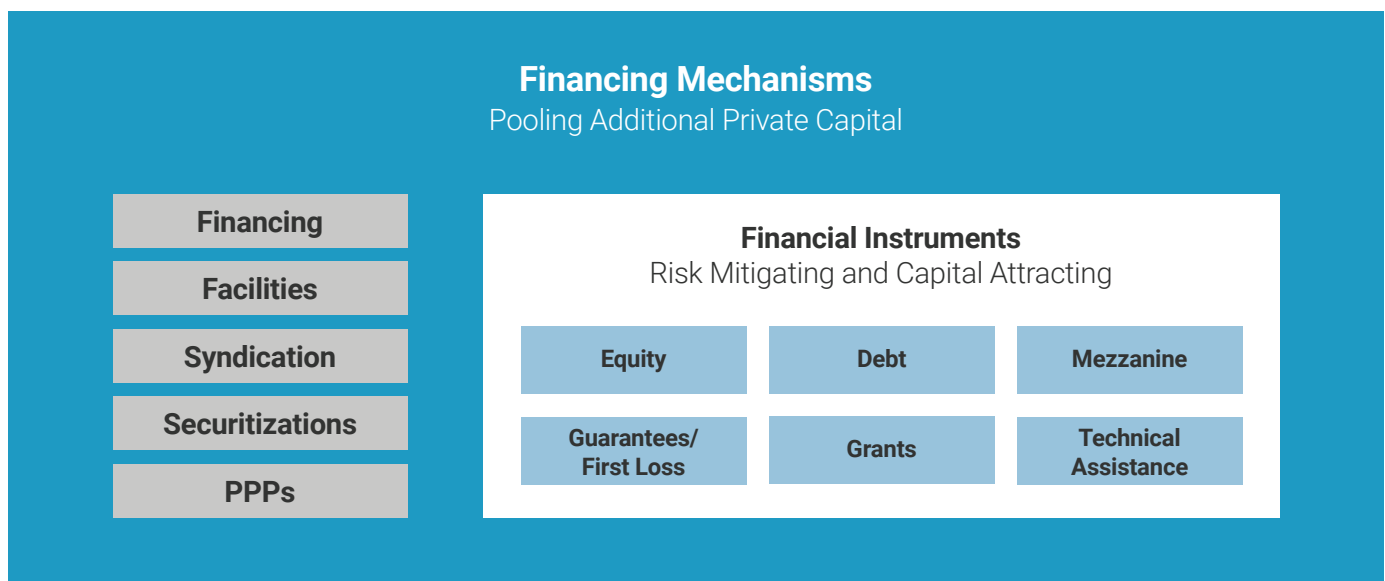 Financing Mechanisms
Pooling Additional Private Capital
Financing
Facilities
Syndication
Securitizations
PPPs
Financial Instruments
Risk Mitigating and Capital Attracting
Equity
Debt
Mezzanine
Guarantees/
First Loss
Grants
Technical
Assistance